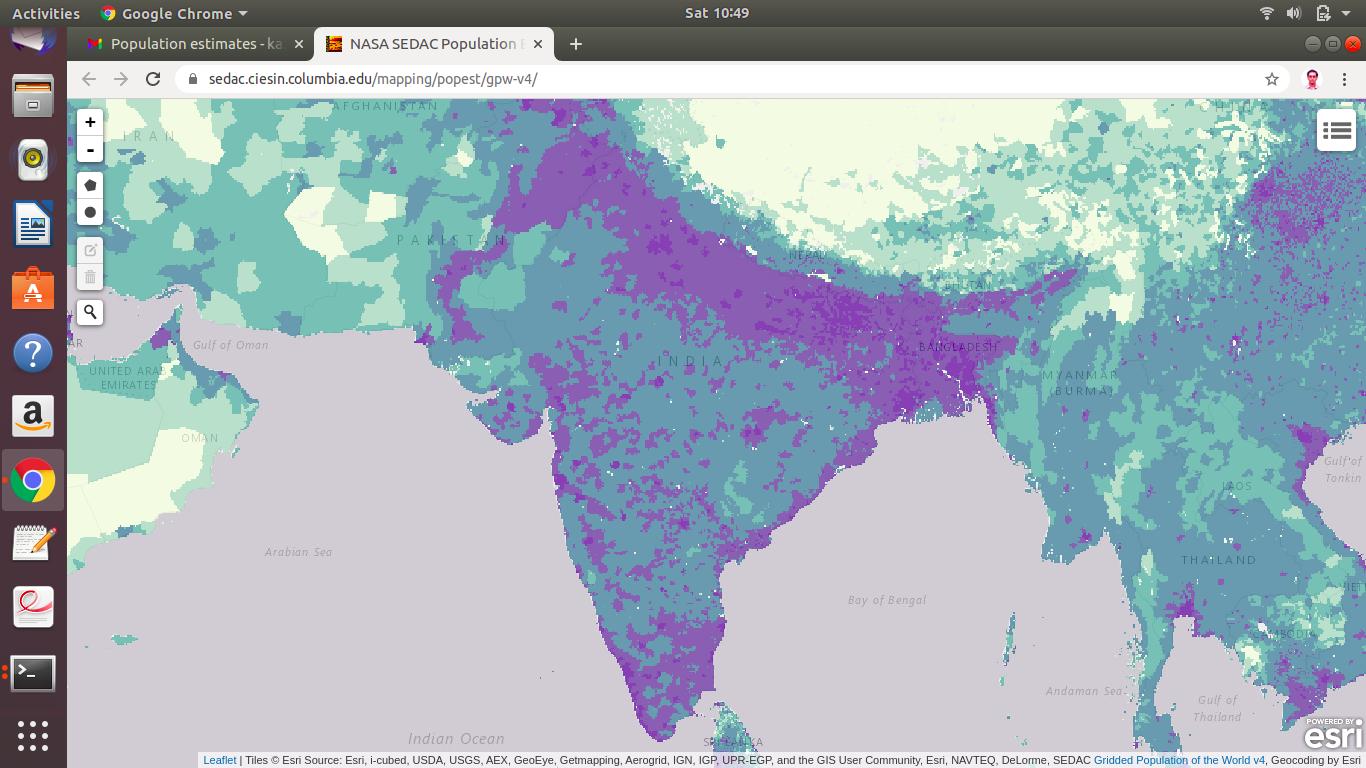 Activities
Google Chrome
Sat 10:49
Population estimates - ka
NASA SEDAC Population E
sedac.ciesin.columbia.edu/mapping/popest/gpw-v4/
AFGHANISTAN
CHINA
IRAN
+
-
PAKISTAN
NEPAL
BHUTAN
AR
Gulf of Oman
BANGLADESH
INDIA
UNITED ARAB
EMIRATES
MYANMAR
(BURMA)
OMAN
Gulf of
Tonkin
LAOS
Arabian Sea
THAILAND
VIET
Bay of Bengal
CAMBODI
Andaman Sea
Gulf of
Thailand
Indian Ocean
SRI LANKA
POWERED BY
esri
Leaflet | Tiles © Esri Source: Esri, i-cubed, USDA, USGS, AEX, GeoEye, Getmapping, Aerogrid, IGN, IGP, UPR-EGP, and the GIS User Community, Esri, NAVTEQ, DeLorme, SEDAC Gridded Population of the World v4, Geocoding by Esri